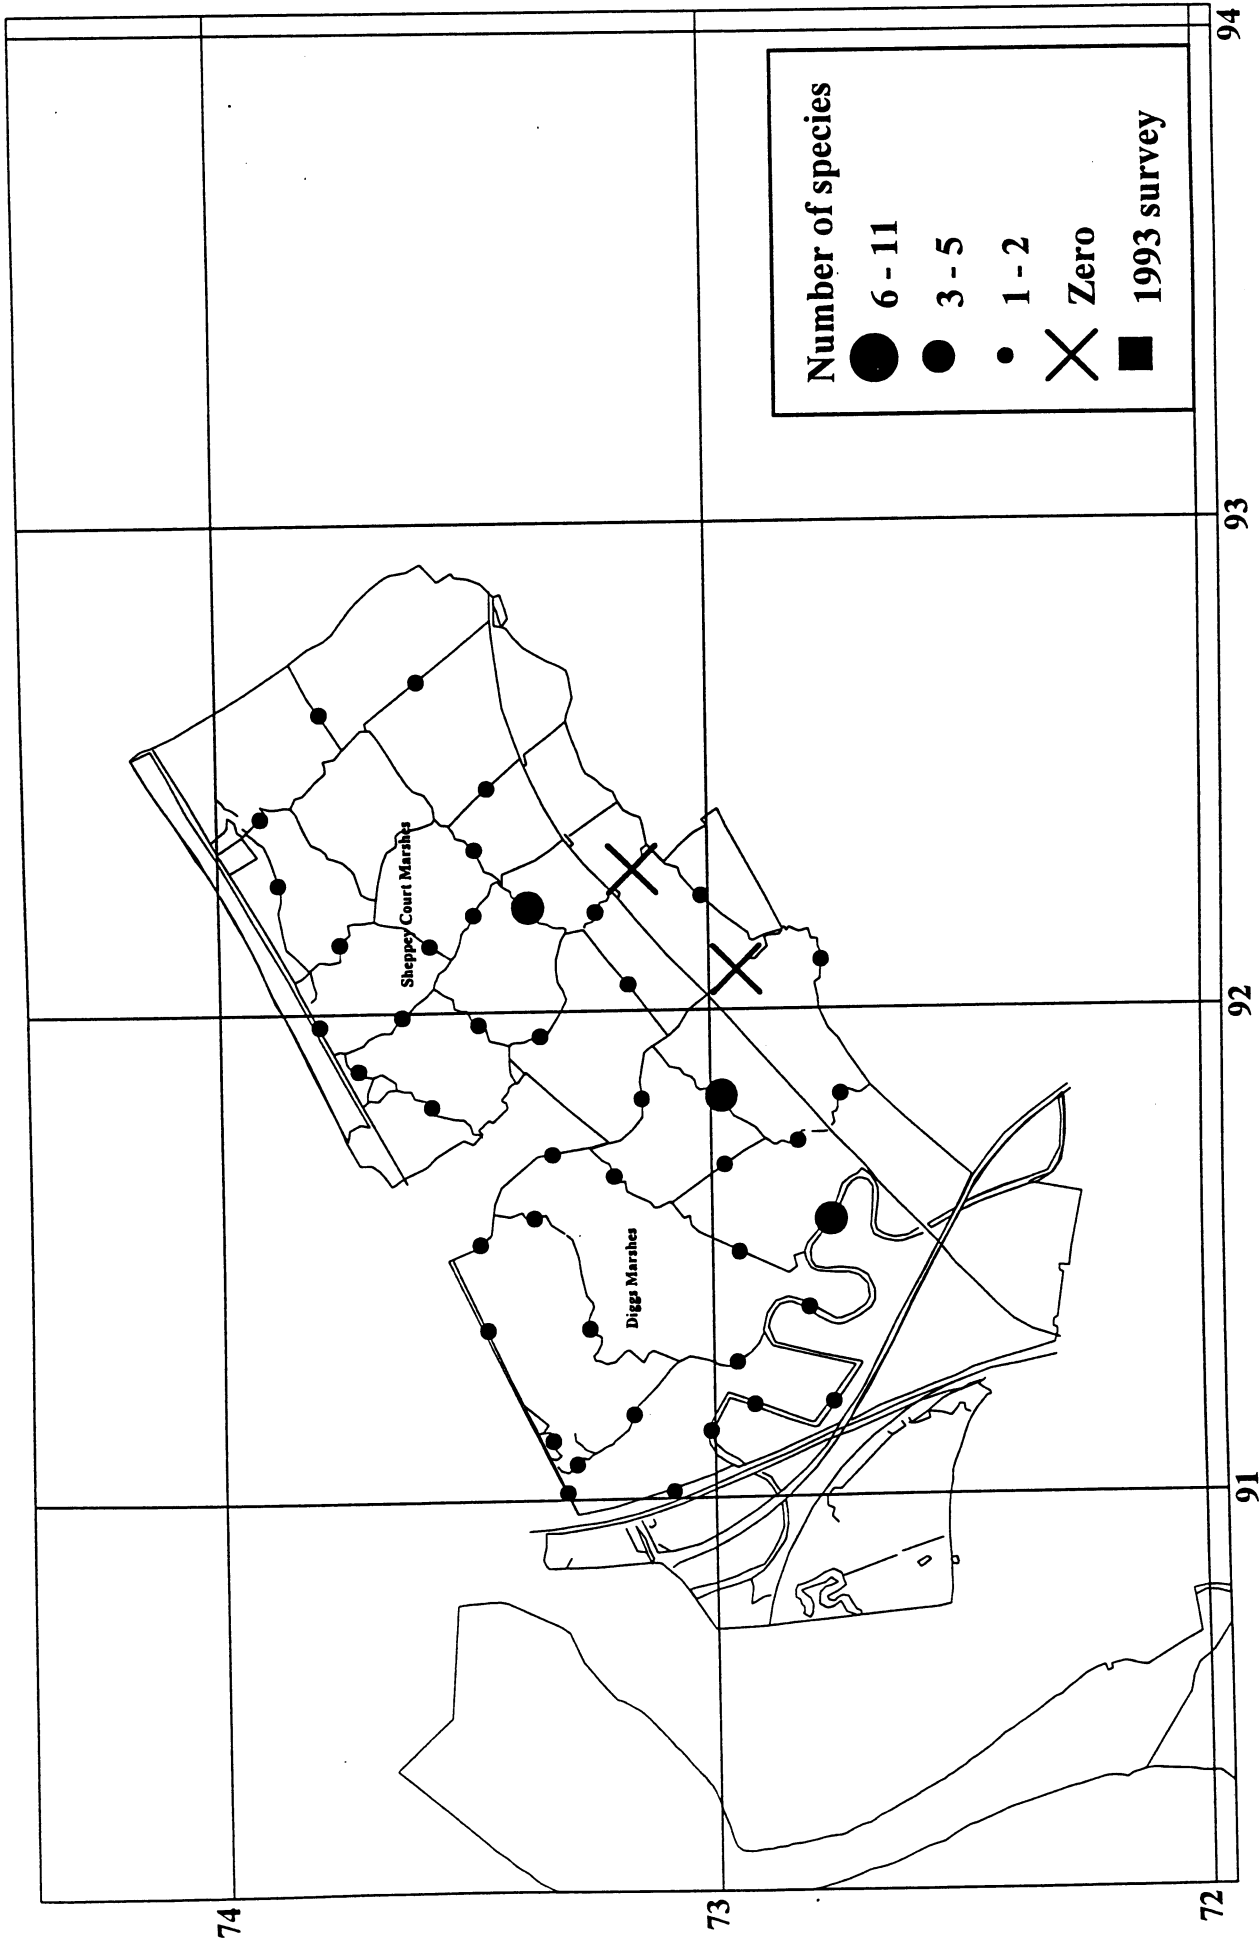 Number of species
6 - 11
3 - 5
1 - 2
Zero
1993 survey
Sheppey Court Marshes
Diggs Marshes
74
73
72
91
92
93
94